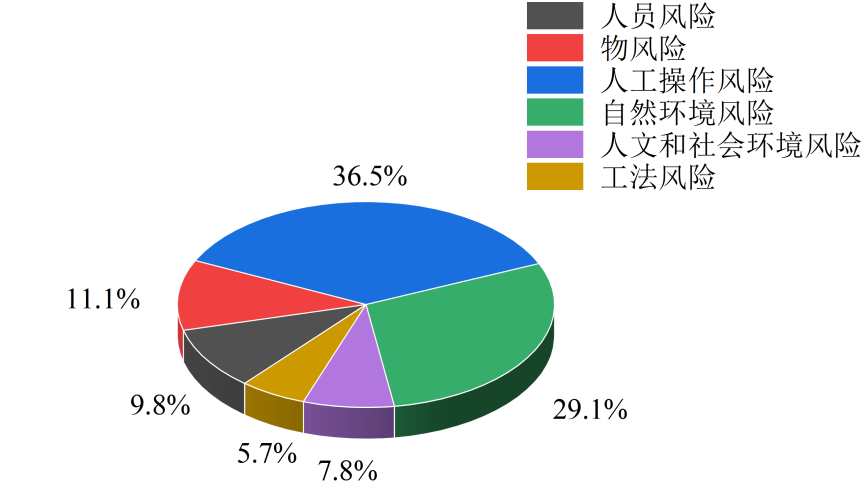 人员风险
物风险
人工操作风险
自然环境风险
人文和社会环境风险
工法风险
36.5%
11.1%
9.8%
29.1%
5.7%
7.8%